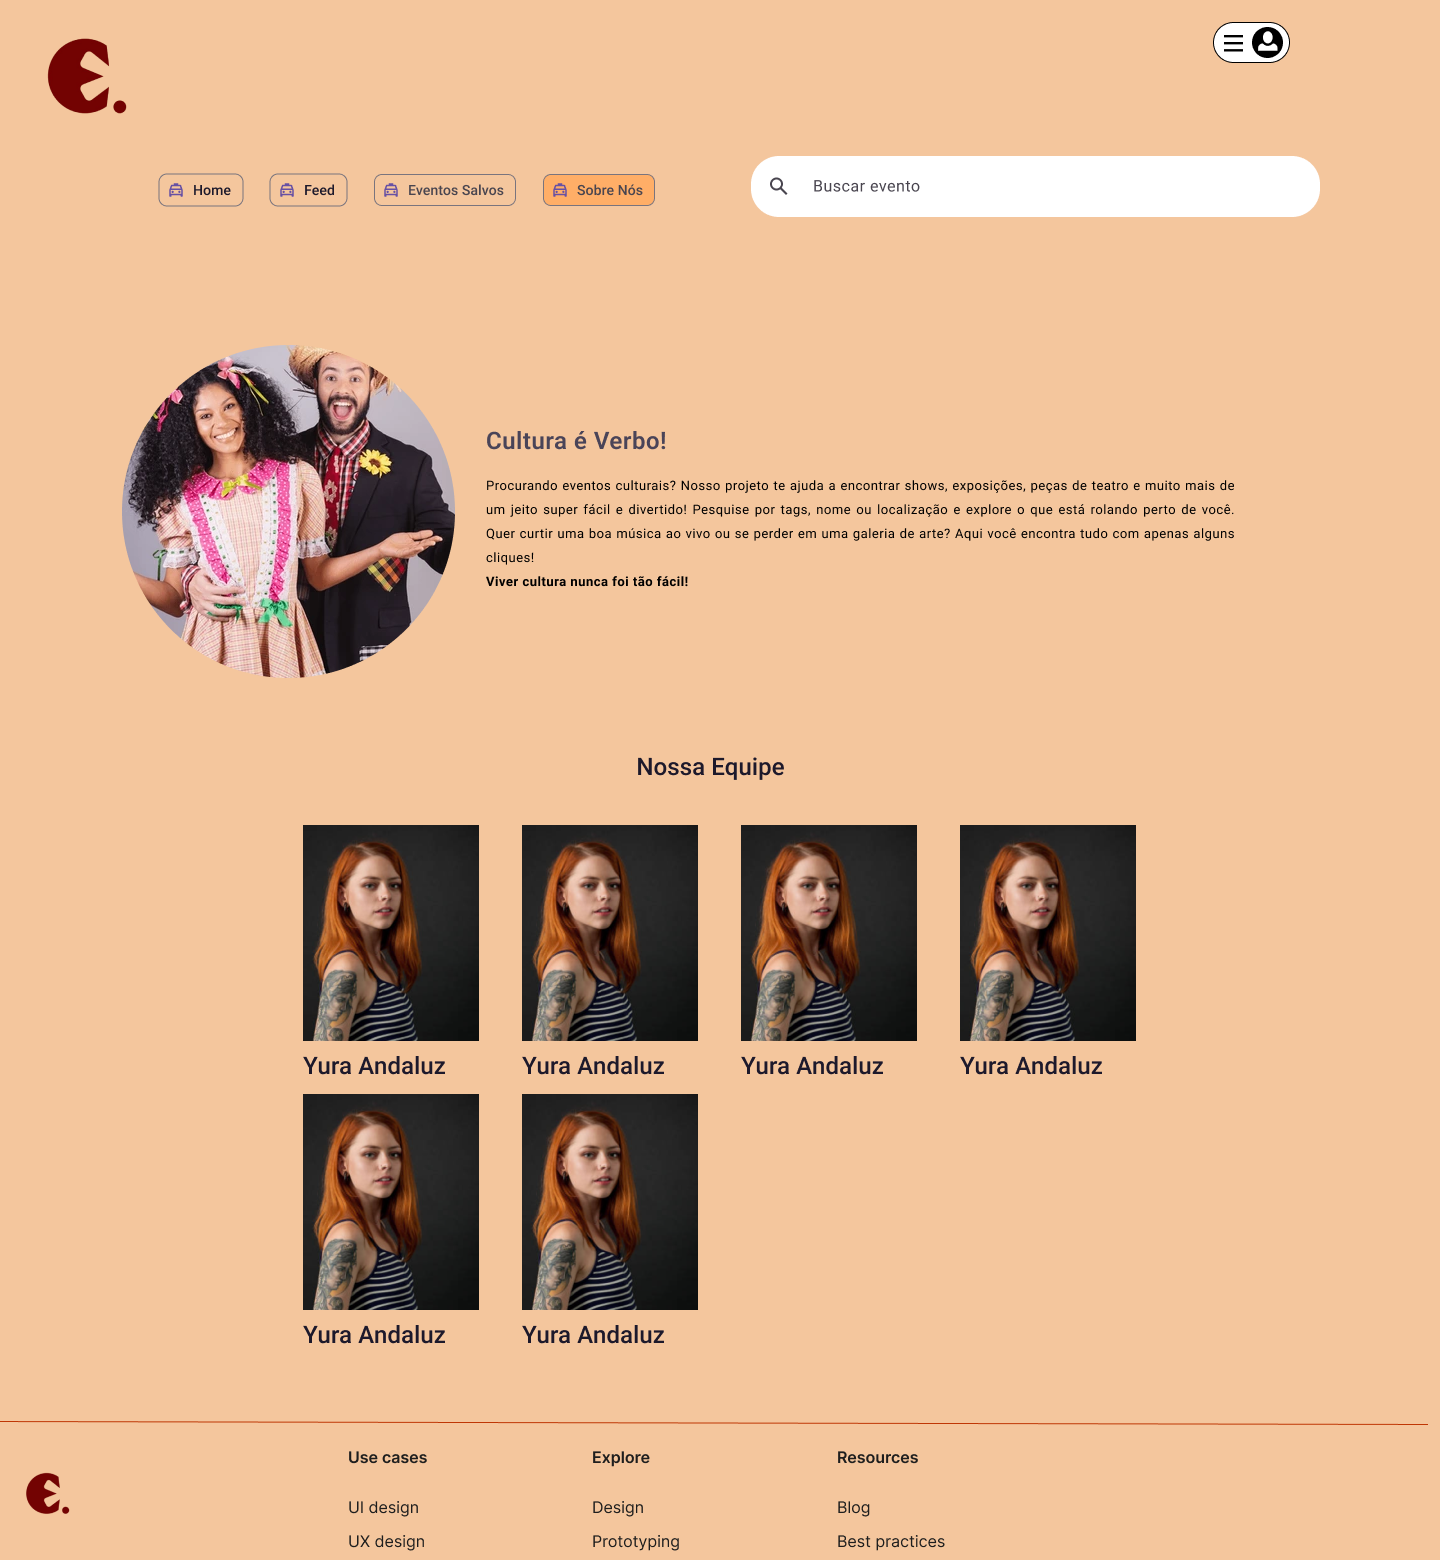 Home
Feed
Eventos Salvos
Sobre Nós
Buscar evento
Cultura é Verbo!
Procurando eventos culturais? Nosso projeto te ajuda a encontrar shows, exposições, peças de teatro e muito mais de
um jeito super fácil e divertido! Pesquise por tags, nome ou localização e explore o que está rolando perto de você.
Quer curtir uma boa música ao vivo ou se perder em uma galeria de arte? Aqui você encontra tudo com apenas alguns
cliques!
Viver cultura nunca foi tão fácil!
Nossa Equipe
Yura Andaluz
Yura Andaluz
Yura Andaluz
Yura Andaluz
Yura Andaluz
Yura Andaluz
Use cases
UI design
UX design
Explore
Design
Prototyping
Resources
Blog
Best practices